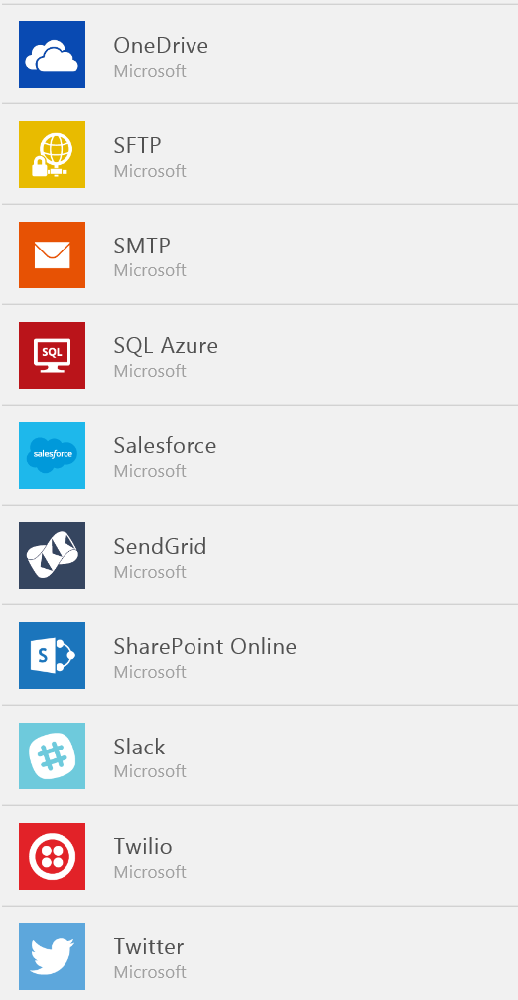 OneDrive
Microsoft
SFTP
Microsoft
SMTP
Microsoft
SQL
SQL Azure
Microsoft
salesforce
Salesforce
Microsoft
SendGrid
Microsoft
S
SharePoint Online
Microsoft
Slack
Microsoft
Twilio
Microsoft
Twitter
Microsoft